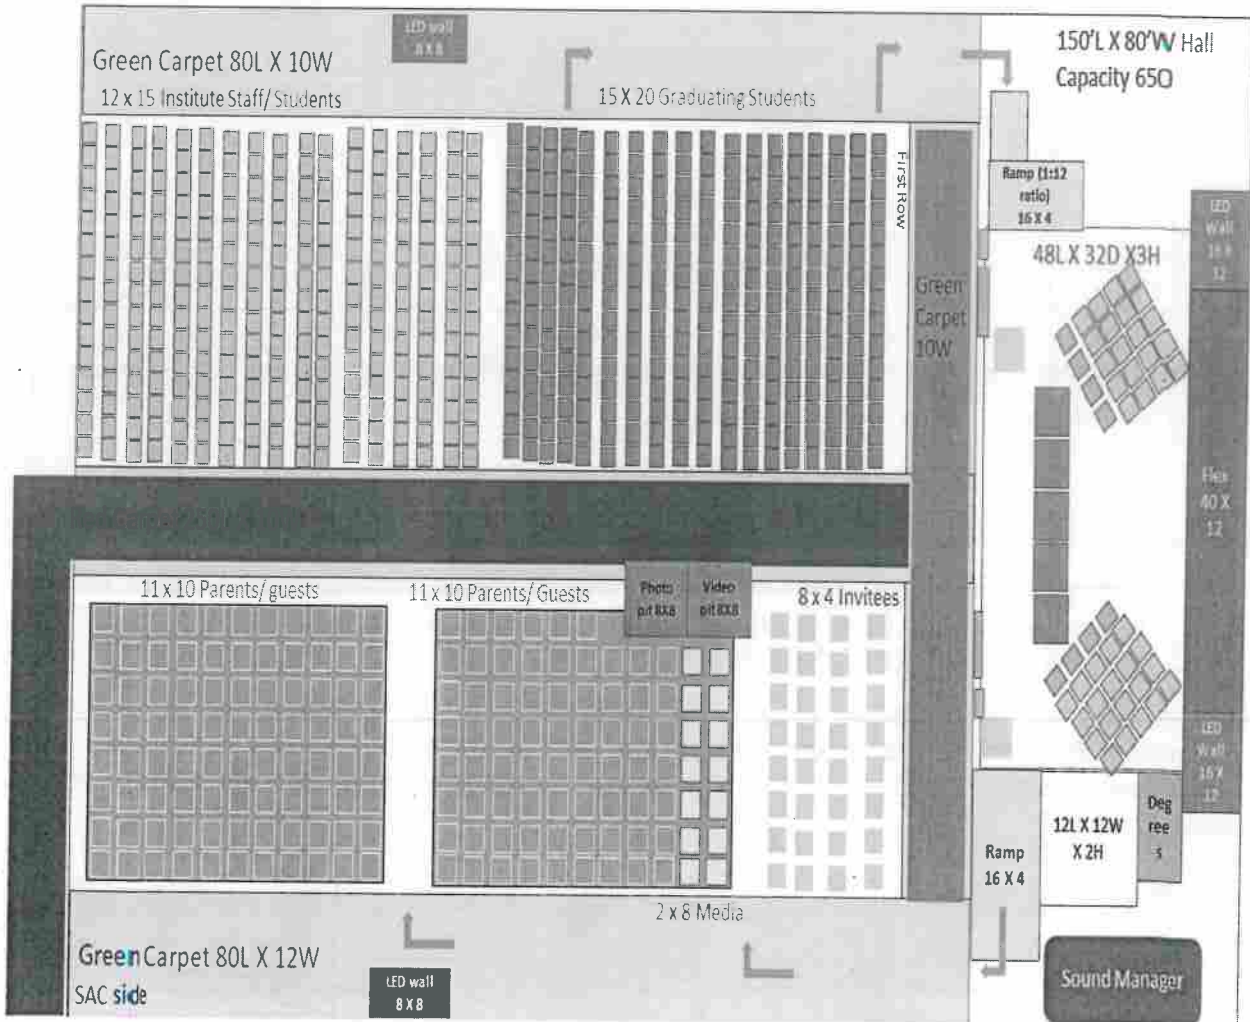 LED wall
8 X 8
Green Carpet 80L X 10W
12 x 15 Institute Staff/ Students
15 X 20 Graduating Students
150'L X 80'W Hall
Capacity 650
First Row
Ramp (1:12
ratio)
16 X 4
LED
Wall
12
48L X 32D X3H
Green
Carpet
10W
Flex
40 X
12
11 x 10 Parents/ guests
11 x 10 Parents/ Guests
Photo
pit 8X8
Video
pit 8X8
8 x 4 Invitees
LED
Wall
16 X
12
Deg
ree
s
12L X 12W
X 2H
Ramp
16 X 4
2 x 8 Media
Green Carpet 80L X 12W
SAC side
LED wall
8 X 8
Sound Manager